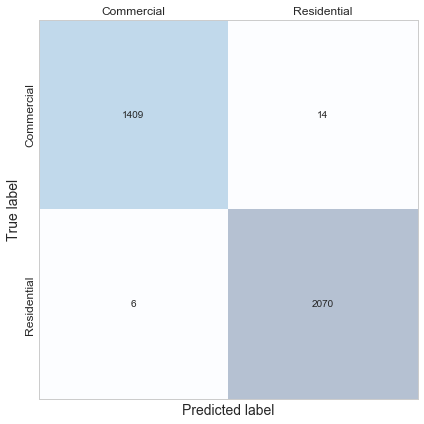 Commercial Residential
Commercial
1409 14
True label
Residential
6 2070
Predicted label